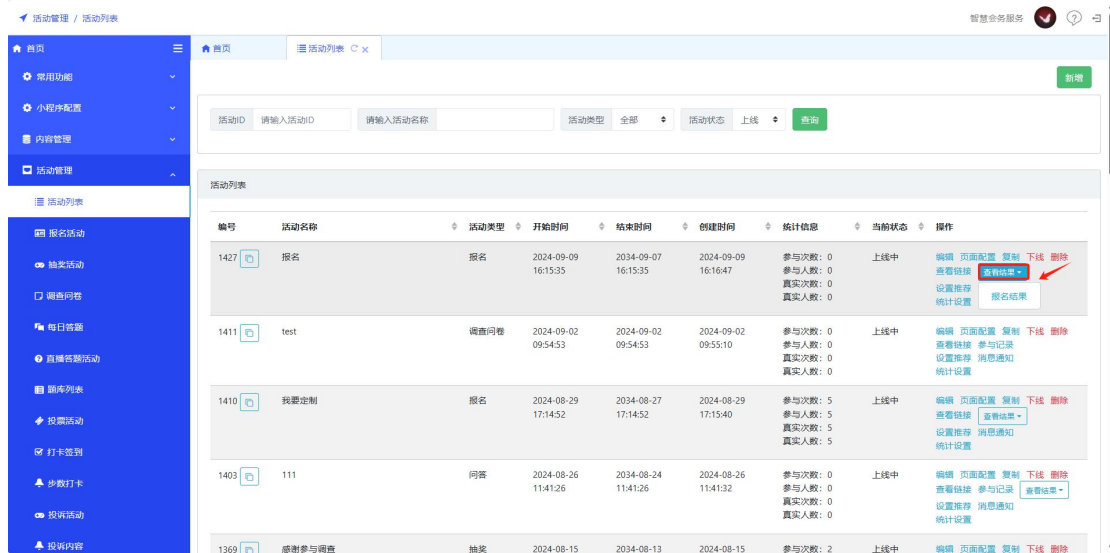 活动管理 / 活动列表
智慧会务服务
首页
首页
活动列表
常用功能
新增
小程序配置
活动ID 请输入活动ID 请输入活动名称 活动类型 全部 活动状态 上线 查询
内容管理
活动管理
活动列表
活动列表
编号 活动名称 活动类型 开始时间 结束时间 创建时间 统计信息 当前状态 操作
报名活动
抽奖活动
调查问卷
每日答题
直播答题活动
题库列表
投票活动
打卡签到
步数打卡
投诉活动
投诉内容
1427 报名 报名 2024-09-09 2034-09-07 2024-09-09 参与次数: 0 上线中 编辑 页面配置 复制 下线 删除
16:15:35 16:15:35 16:16:47 参与人数: 0 查看链接 查看结果
真实次数: 0 设置推荐 报名结果
真实人数: 0 统计设置
1411 test 调查问卷 2024-09-02 2034-09-02 2024-09-02 参与次数: 0 上线中 编辑 页面配置 复制 下线 删除
09:54:53 09:54:53 09:55:10 参与人数: 0 查看链接 参与记录
真实次数: 0 设置推荐 消息通知
真实人数: 0 统计设置
1410 我要定制 报名 2024-08-29 2034-08-27 2024-08-29 参与次数: 5 上线中 编辑 页面配置 复制 下线 删除
17:14:52 17:14:52 17:15:40 参与人数: 5 查看链接 查看结果
真实次数: 5 设置推荐 消息通知
真实人数: 5 统计设置
1403 111 问答 2024-08-26 2034-08-24 2024-08-26 参与次数: 0 上线中 编辑 页面配置 复制 下线 删除
11:41:26 11:41:26 11:41:32 参与人数: 0 查看链接 参与记录 查看结果
真实次数: 0 设置推荐 消息通知
真实人数: 0 统计设置
1369 感谢参与调查 抽奖 2024-08-15 2034-08-13 2024-08-15 参与次数: 2 上线中 编辑 页面配置 复制 下线 删除